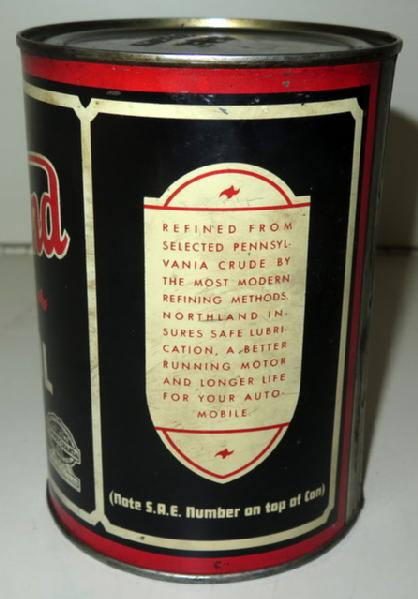 nd
L
REFINED FROM
SELECTED PENNSYL-
VANIA CRUDE BY
THE MOST MODERN
REFINING METHODS.
NORTHLAND IN-
SURES SAFE LUBRI-
CATION, A BETTER
RUNNING MOTOR
AND LONGER LIFE
FOR YOUR AUTO-
MOBILE.
(Note S.A.E. Number on top of Can)
C